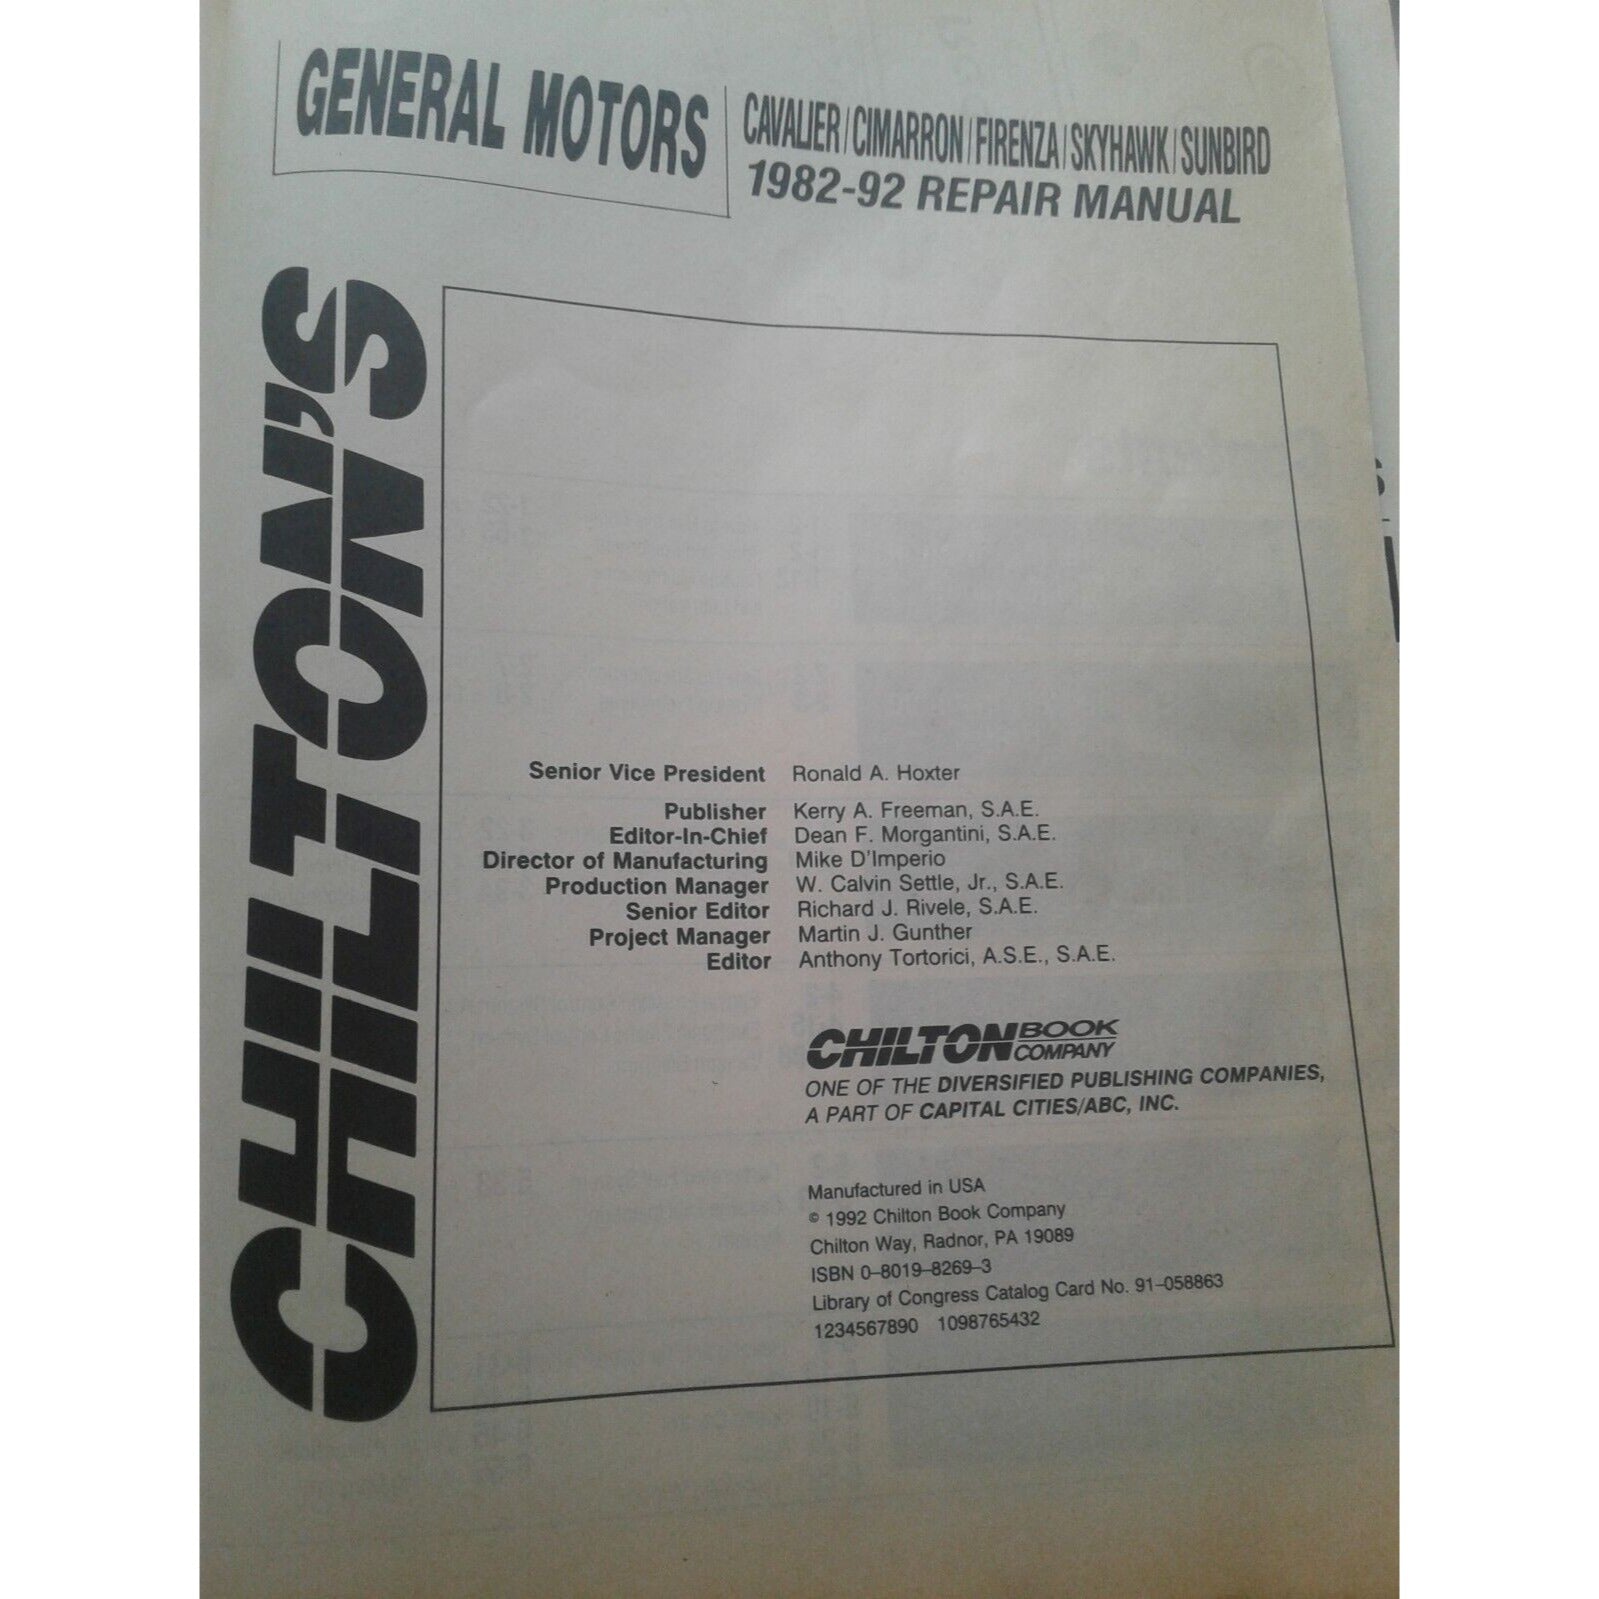 GENERAL MOTORS
CAVALIER/CIMARRON/FIRENZA/SKYHAWK/SUNBIRD
1982-92 REPAIR MANUAL
CHILTON'S
Senior Vice President Ronald A. Hoxter
Publisher Kerry A. Freeman, S.A.E.
Editor-In-Chief Dean F. Morgantini, S.A.E.
Director of Manufacturing Mike D'Imperio
Production Manager W. Calvin Settle, Jr., S.A.E.
Senior Editor Richard J. Rivele, S.A.E.
Project Manager Martin J. Gunther
Editor Anthony Tortorici, A.S.E., S.A.E.
CHILTON BOOK COMPANY
ONE OF THE DIVERSIFIED PUBLISHING COMPANIES,
A PART OF CAPITAL CITIES/ABC, INC.
Manufactured in USA
© 1992 Chilton Book Company
Chilton Way, Radnor, PA 19089
ISBN 0-8019-8269-3
Library of Congress Catalog Card No. 91-058863
1234567890 1098765432